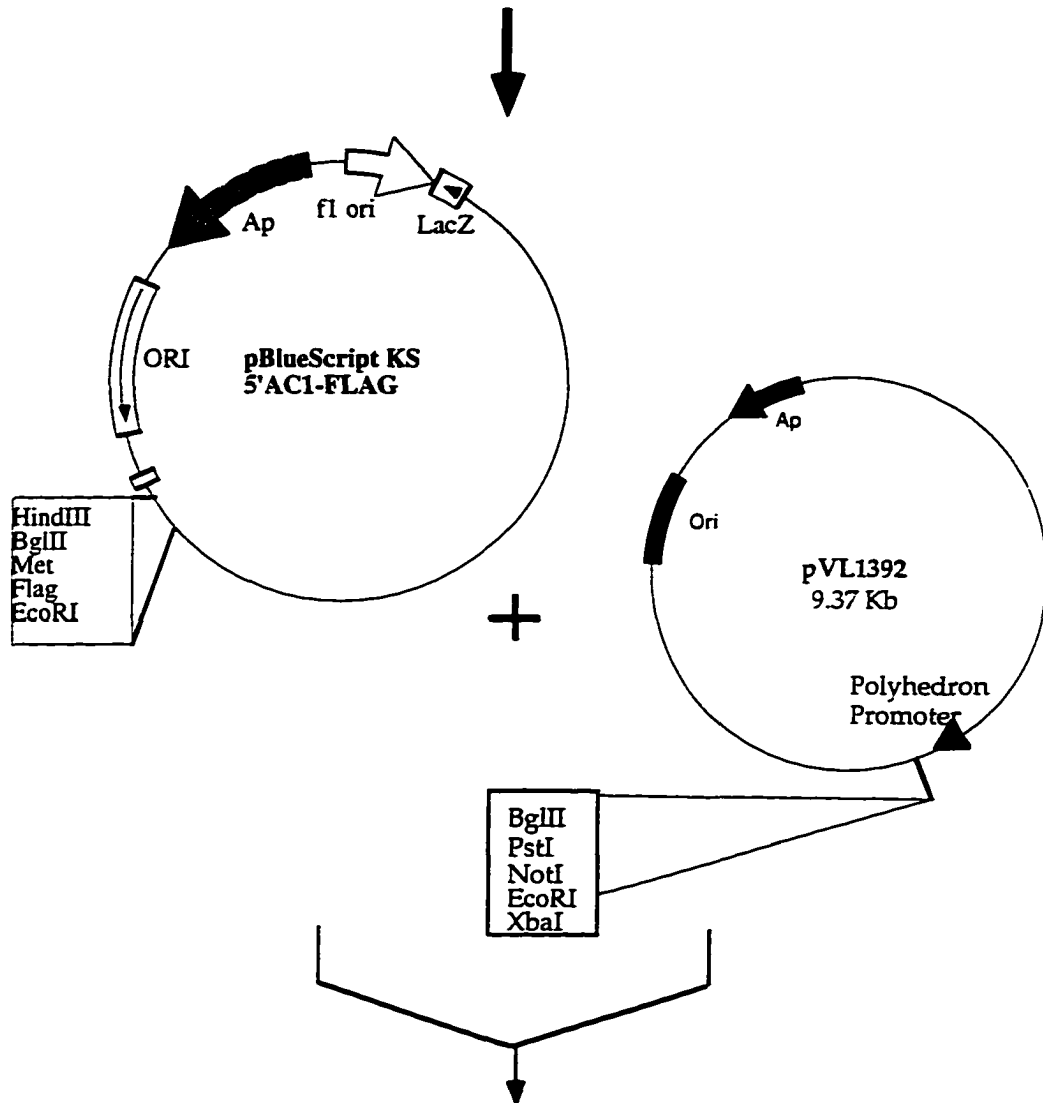 Ap
f1 ori
LacZ
ORI
pBlueScript KS
5'AC1-FLAG
HindIII
BglII
Met
Flag
EcoRI
+
Ap
Ori
pVL1392
9.37 Kb
Polyhedron
Promoter
BglII
PstI
NotI
EcoRI
XbaI